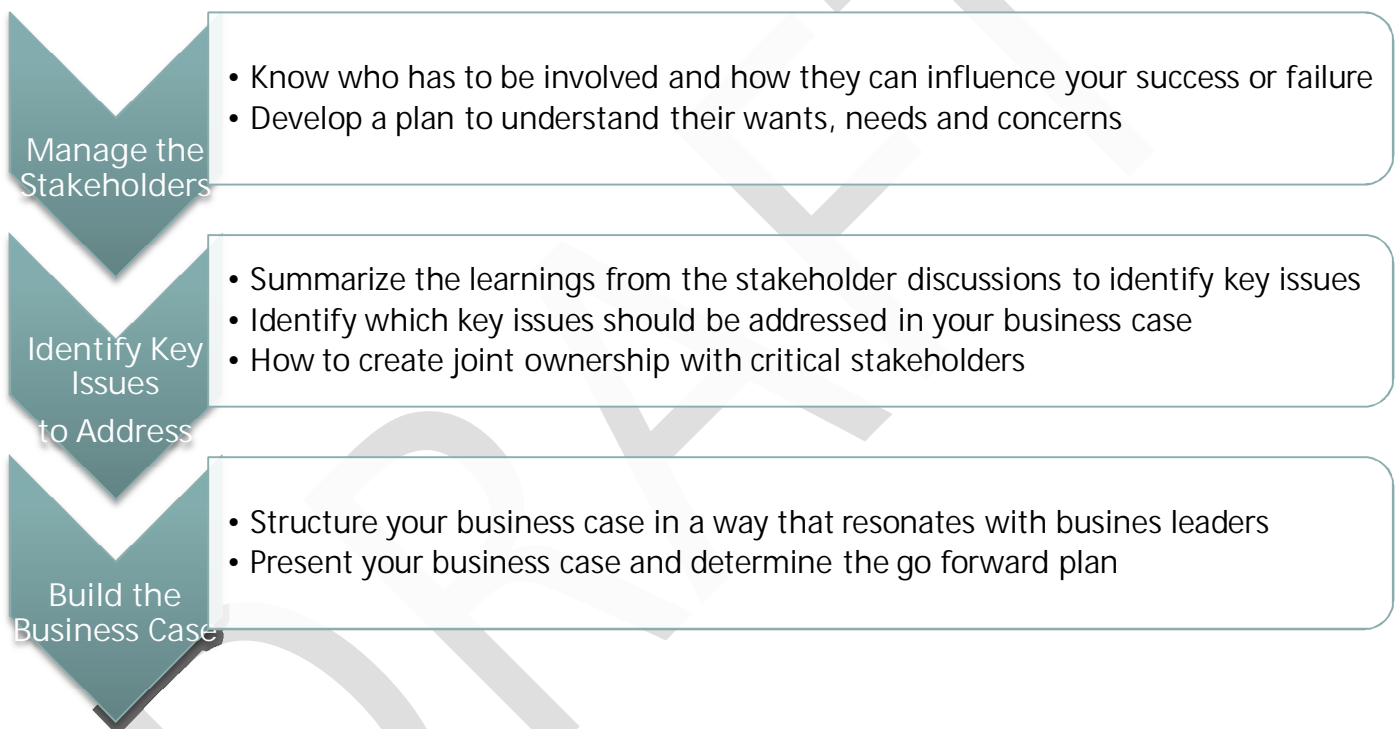 Manage the
Stakeholders
• Know who has to be involved and how they can influence your success or failure
• Develop a plan to understand their wants, needs and concerns
Identify Key
Issues
to Address
• Summarize the learnings from the stakeholder discussions to identify key issues
• Identify which key issues should be addressed in your business case
• How to create joint ownership with critical stakeholders
Build the
Business Case
• Structure your business case in a way that resonates with busines leaders
• Present your business case and determine the go forward plan
DRAFT